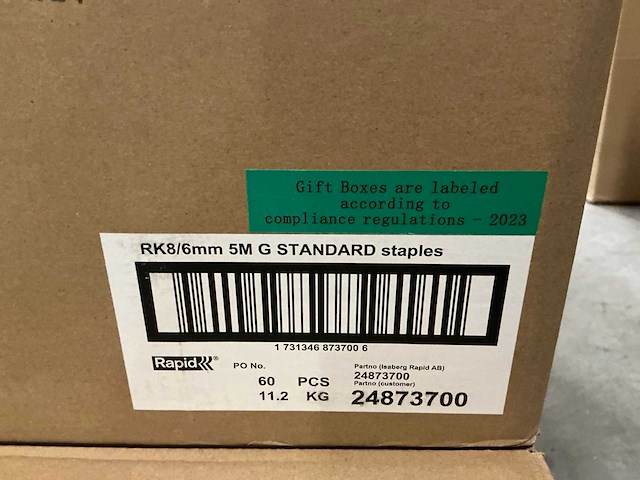 Gift Boxes are labeled
according to
compliance regulations - 2023
RK8/6mm 5M G STANDARD staples
1 731346 873700 6
Rapid®
PO No.
60 PCS
11.2 KG
Partno (Isaberg Rapid AB)
24873700
Partno (customer)
24873700